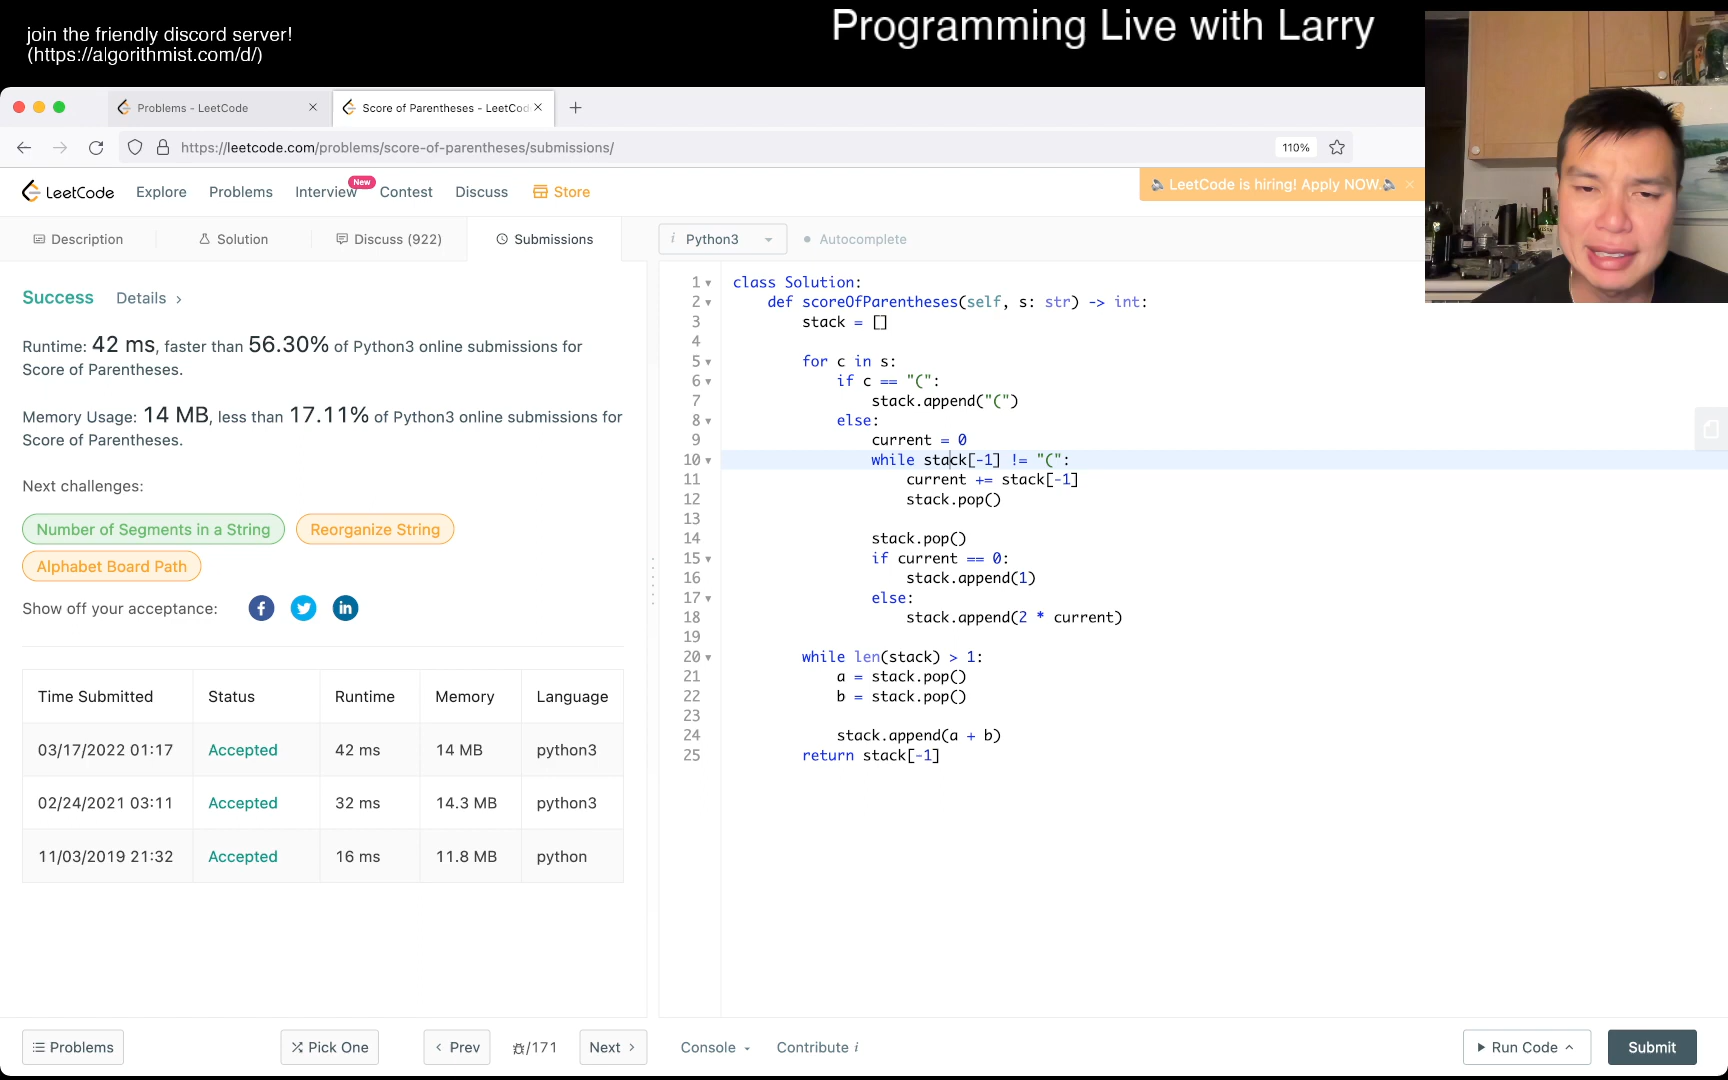 join the friendly discord server!
(https://algorithmist.com/d/)
Programming Live with Larry
Problems - LeetCode
Score of Parentheses - LeetCod
https://leetcode.com/problems/score-of-parentheses/submissions/
110%
LeetCode
Explore
Problems
Interview
New
Contest
Discuss
Store
LeetCode is hiring! Apply NOW.
Description
Solution
Discuss (922)
Submissions
i Python3
Autocomplete
Success Details >
Runtime: 42 ms, faster than 56.30% of Python3 online submissions for
Score of Parentheses.
Memory Usage: 14 MB, less than 17.11% of Python3 online submissions for
Score of Parentheses.
Next challenges:
Number of Segments in a String
Reorganize String
Alphabet Board Path
Show off your acceptance:
Time Submitted Status Runtime Memory Language
03/17/2022 01:17 Accepted 42 ms 14 MB python3
02/24/2021 03:11 Accepted 32 ms 14.3 MB python3
11/03/2019 21:32 Accepted 16 ms 11.8 MB python
1 class Solution:
2 def scoreOfParentheses(self, s: str) -> int:
3 stack = []
4
5 for c in s:
6 if c == "(":
7 stack.append("(")
8 else:
9 current = 0
10 while stack[-1] != "(":
11 current += stack[-1]
12 stack.pop()
13
14 stack.pop()
15 if current == 0:
16 stack.append(1)
17 else:
18 stack.append(2 * current)
19
20 while len(stack) > 1:
21 a = stack.pop()
22 b = stack.pop()
23
24 stack.append(a + b)
25 return stack[-1]
Problems
Pick One
< Prev
/171
Next >
Console
Contribute i
Run Code
Submit